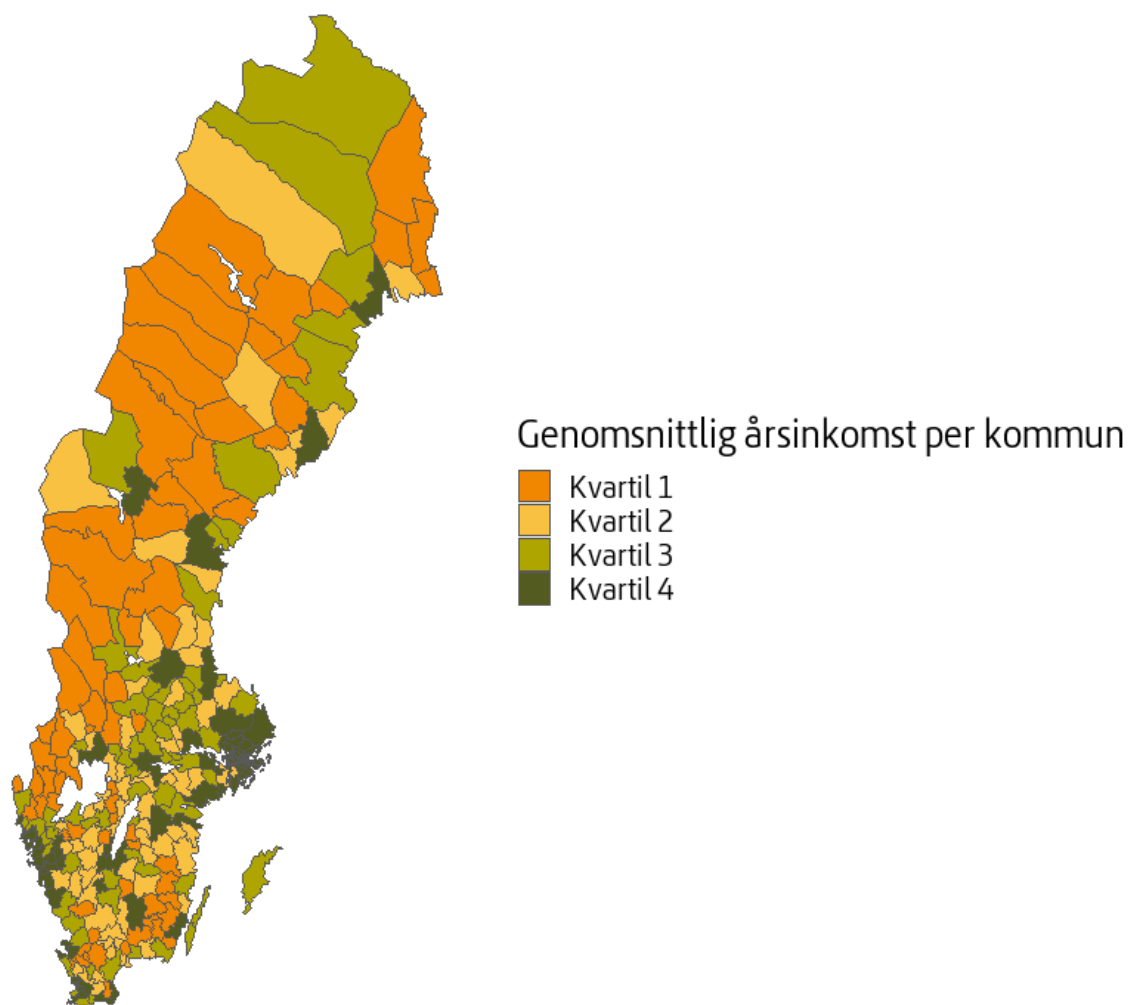 Genomsnittlig årsinkomst per kommun
Kvartil 1
Kvartil 2
Kvartil 3
Kvartil 4